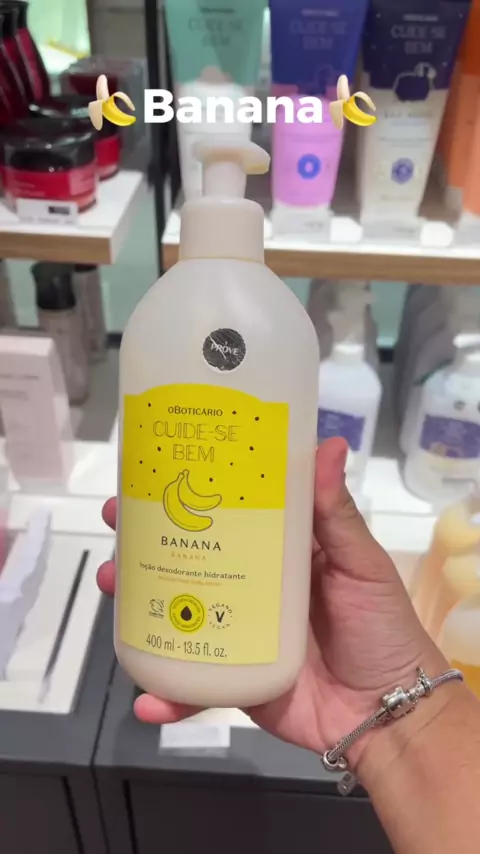 🍌Banana🍌
CUIDE-SE
BEM
CUIDE-SE
BEM
PROVE
oBOTICÁRIO
CUIDE-SE
BEM
BANANA
BANANA
loção desodorante hidratante
VEGANO
VEGAN
400 ml - 13.5 fl. oz.